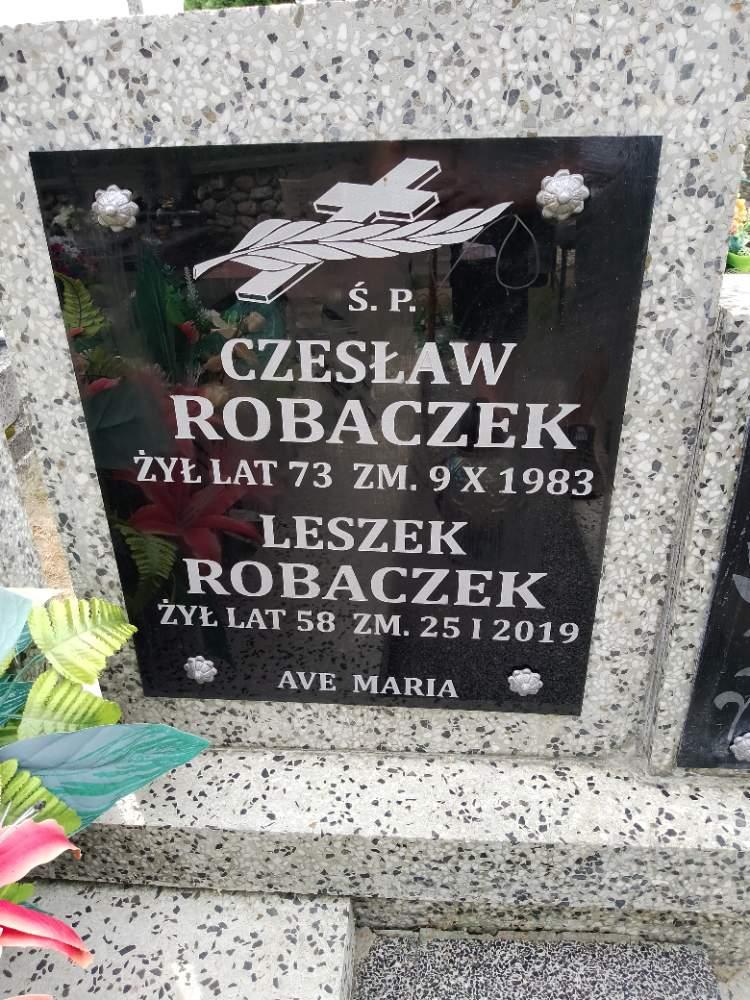 Ś. P.
CZESŁAW
ROBACZEK
ŻYŁ LAT 73 ZM. 9 X 1983
LESZEK
ROBACZEK
ŻYŁ LAT 58 ZM. 25 I 2019
AVE MARIA